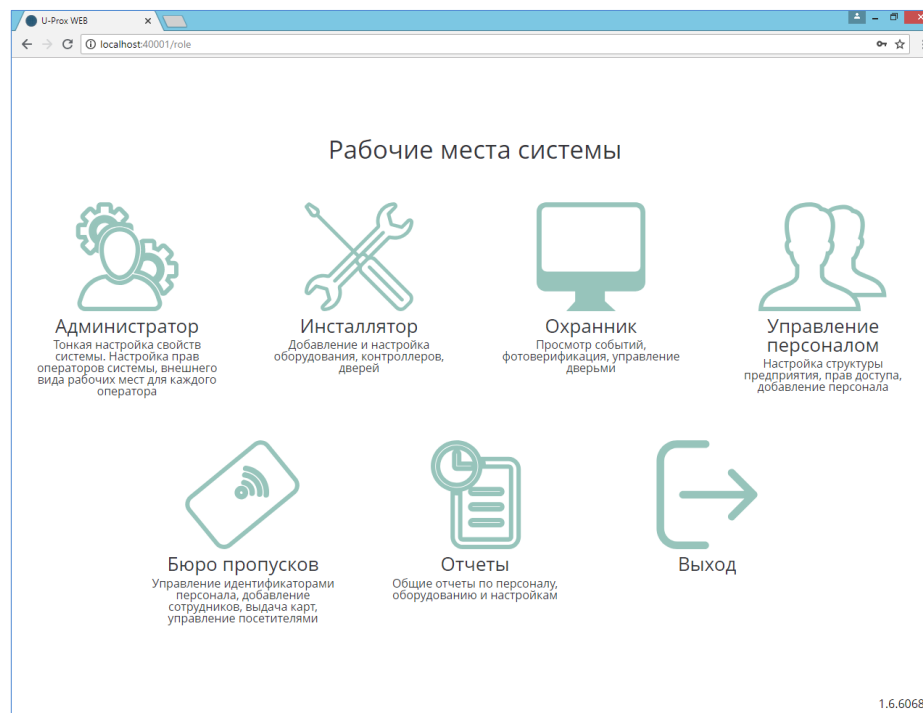 U-Prox WEB
localhost:40001/role
Рабочие места системы
Администратор
Тонкая настройка свойств
системы. Настройка прав
операторов системы, внешнего
вида рабочих мест для каждого
оператора
Инсталлятор
Добавление и настройка
оборудования, контроллеров,
дверей
Охранник
Просмотр событий,
фотоверификация, управление
дверьми
Управление
персоналом
Настройка структуры
предприятия, прав доступа,
добавление персонала
Бюро пропусков
Управление идентификаторами
персонала, добавление
сотрудников, выдача карт,
управление посетителями
Отчеты
Общие отчеты по персоналу,
оборудованию и настройкам
Выход
1.6.6068